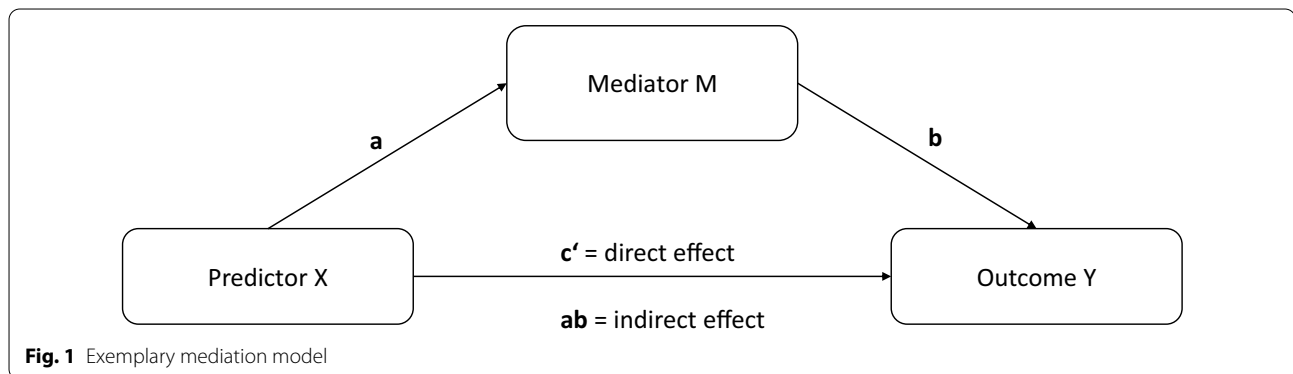 Mediator M
a
b
c‘ = direct effect
Predictor X
Outcome Y
ab = indirect effect
Fig. 1 Exemplary mediation model